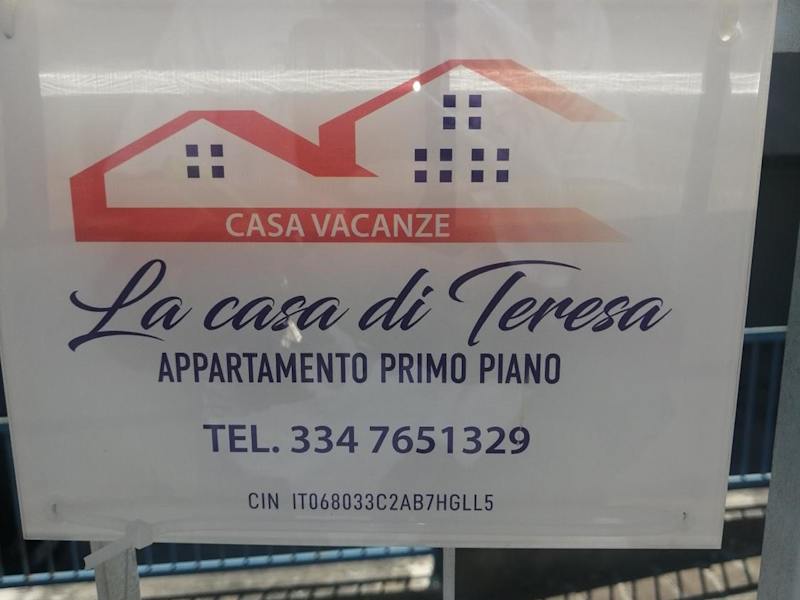 CASA VACANZE
La casa di Teresa
APPARTAMENTO PRIMO PIANO
TEL. 334 7651329
CIN IT068033C2AB7HGLL5